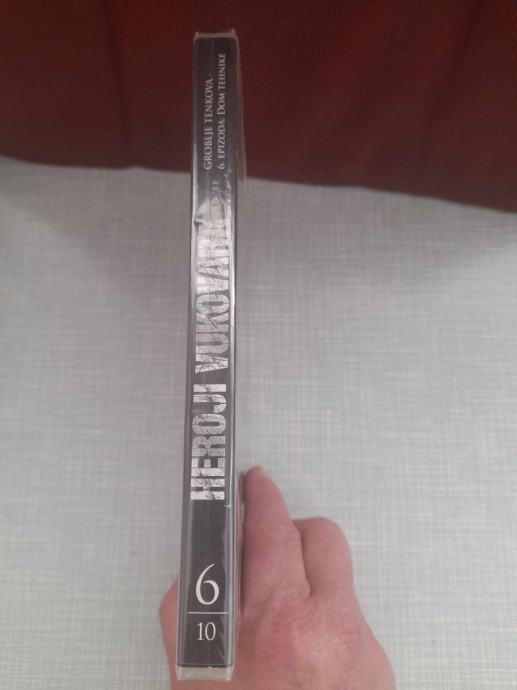 GROBLJE TENKOVA -
6. EPIZODA: DOM TEHNIKE
HEROJI VUKOVARA
6
10